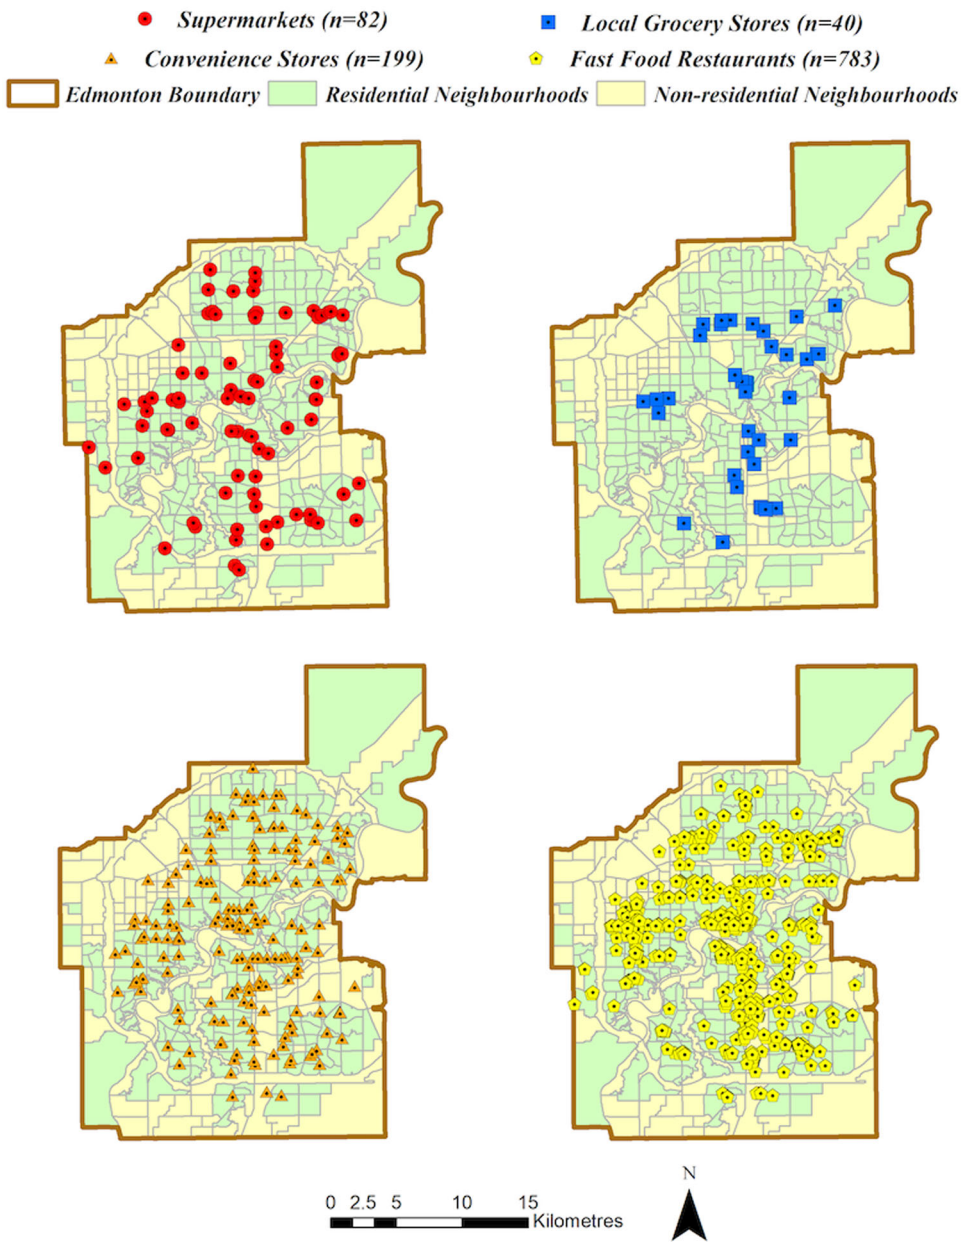 Supermarkets (n=82)
Local Grocery Stores (n=40)
Convenience Stores (n=199)
Fast Food Restaurants (n=783)
Edmonton Boundary
Residential Neighbourhoods
Non-residential Neighbourhoods
N
0 2.5 5 10 15
Kilometres